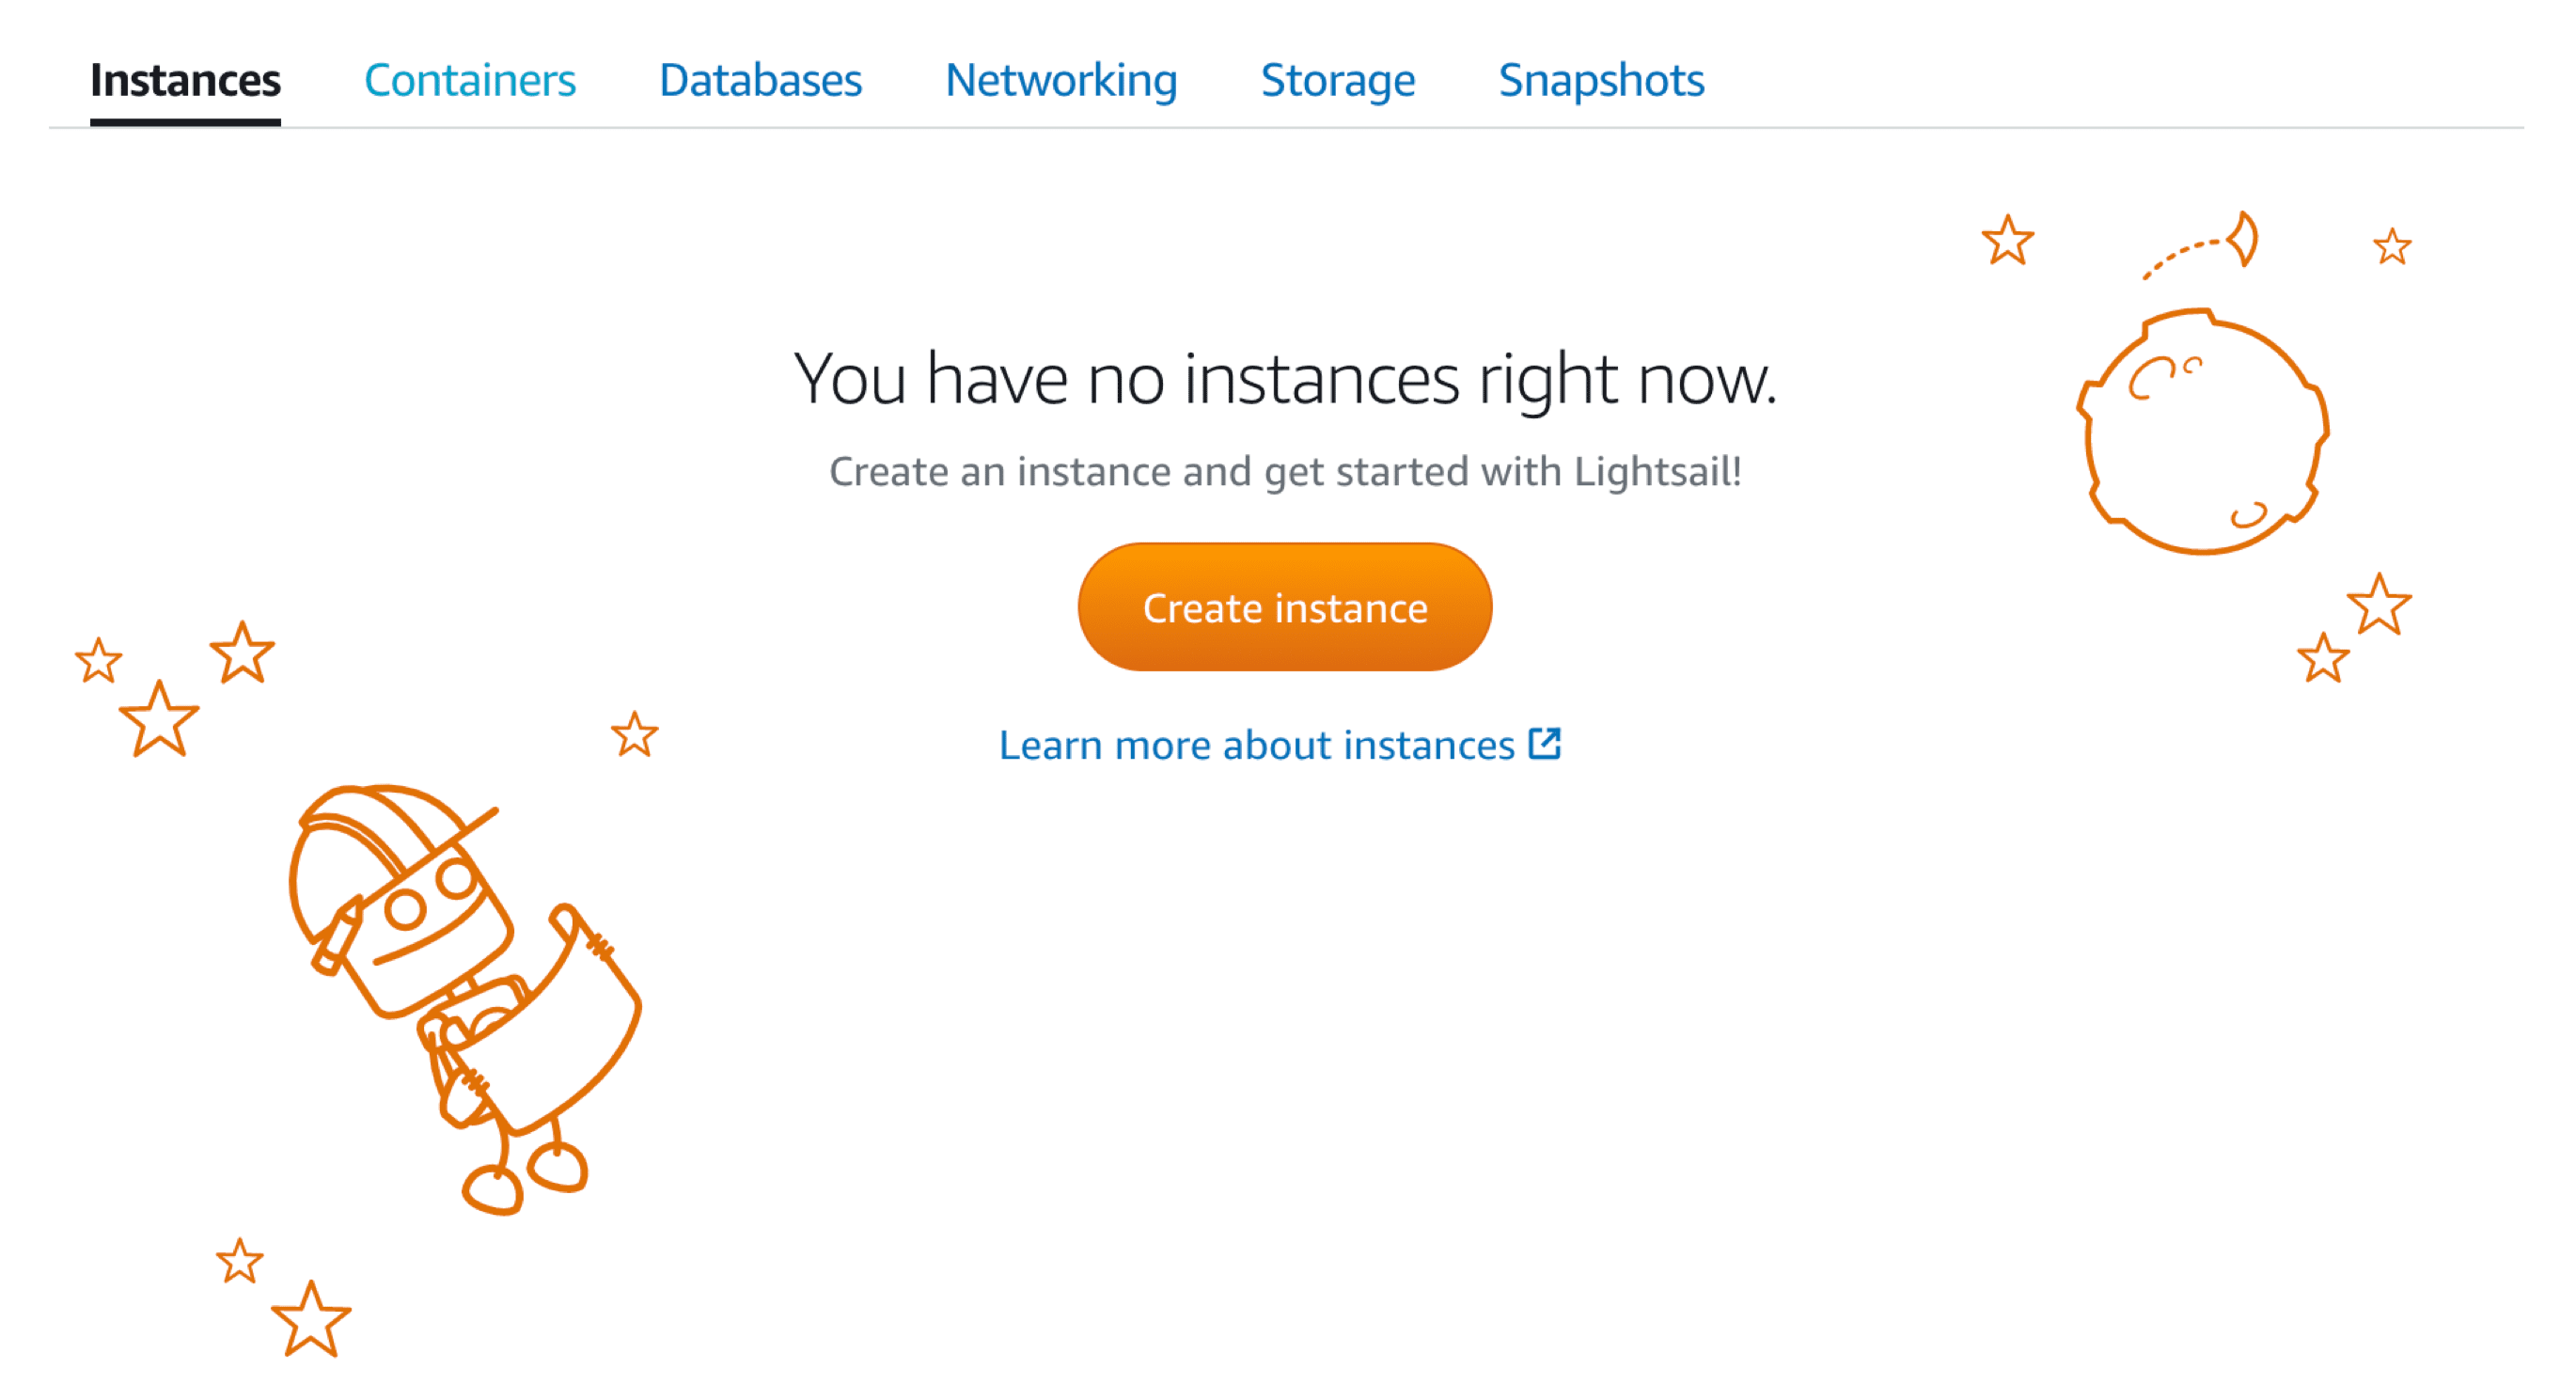 Instances Containers Databases Networking Storage Snapshots
You have no instances right now.
Create an instance and get started with Lightsail!
Create instance
Learn more about instances